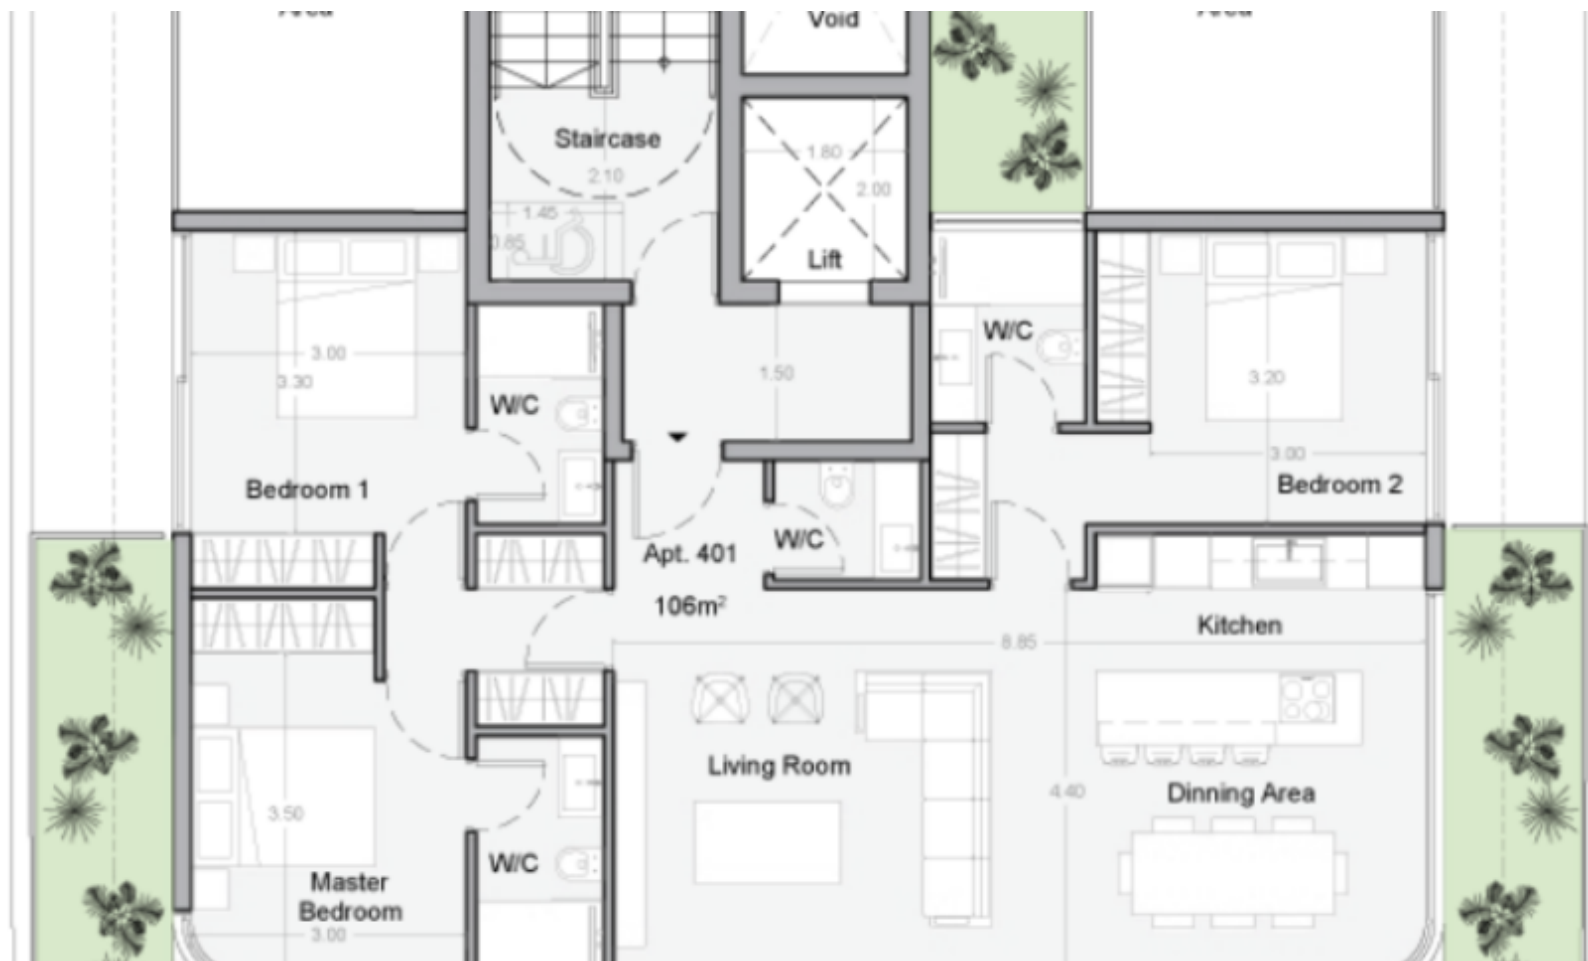 Area
Void
Area
Staircase
2.10
1.80
2.00
1.45
0.85
Lift
W/C
3.00
3.30
1.50
3.20
W/C
3.00
Bedroom 1
Bedroom 2
W/C
Apt. 401
106m²
Kitchen
8.85
Living Room
4.40
Dinning Area
3.50
W/C
Master
Bedroom
3.00